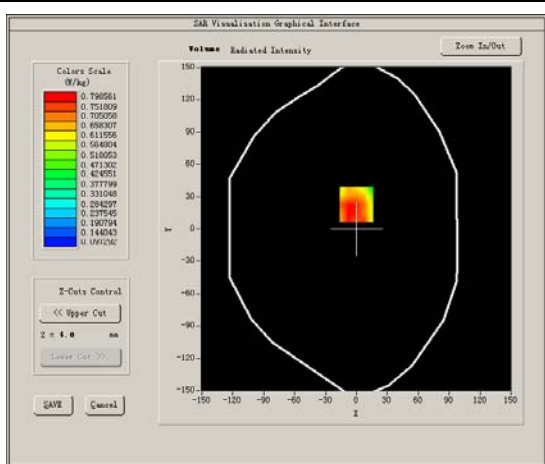 SAR Visualisation Graphical Interface
Volume Radiated Intensity
Zoom In/Out
Colors Scale
(W/kg)
0.798561
0.751809
0.705058
0.658307
0.611556
0.564804
0.518053
0.471302
0.424551
0.377799
0.331048
0.284297
0.237545
0.190794
0.144043
150
120
90
60
30
0
-30
-60
-90
-120
-150
Y
-150 -120 -90 -60 -30 0 30 60 90 120 150
X
Z-Cuts Control
<< Upper Cut
Z = 4.0 mm
Lower Cut >>
SAVE
Cancel